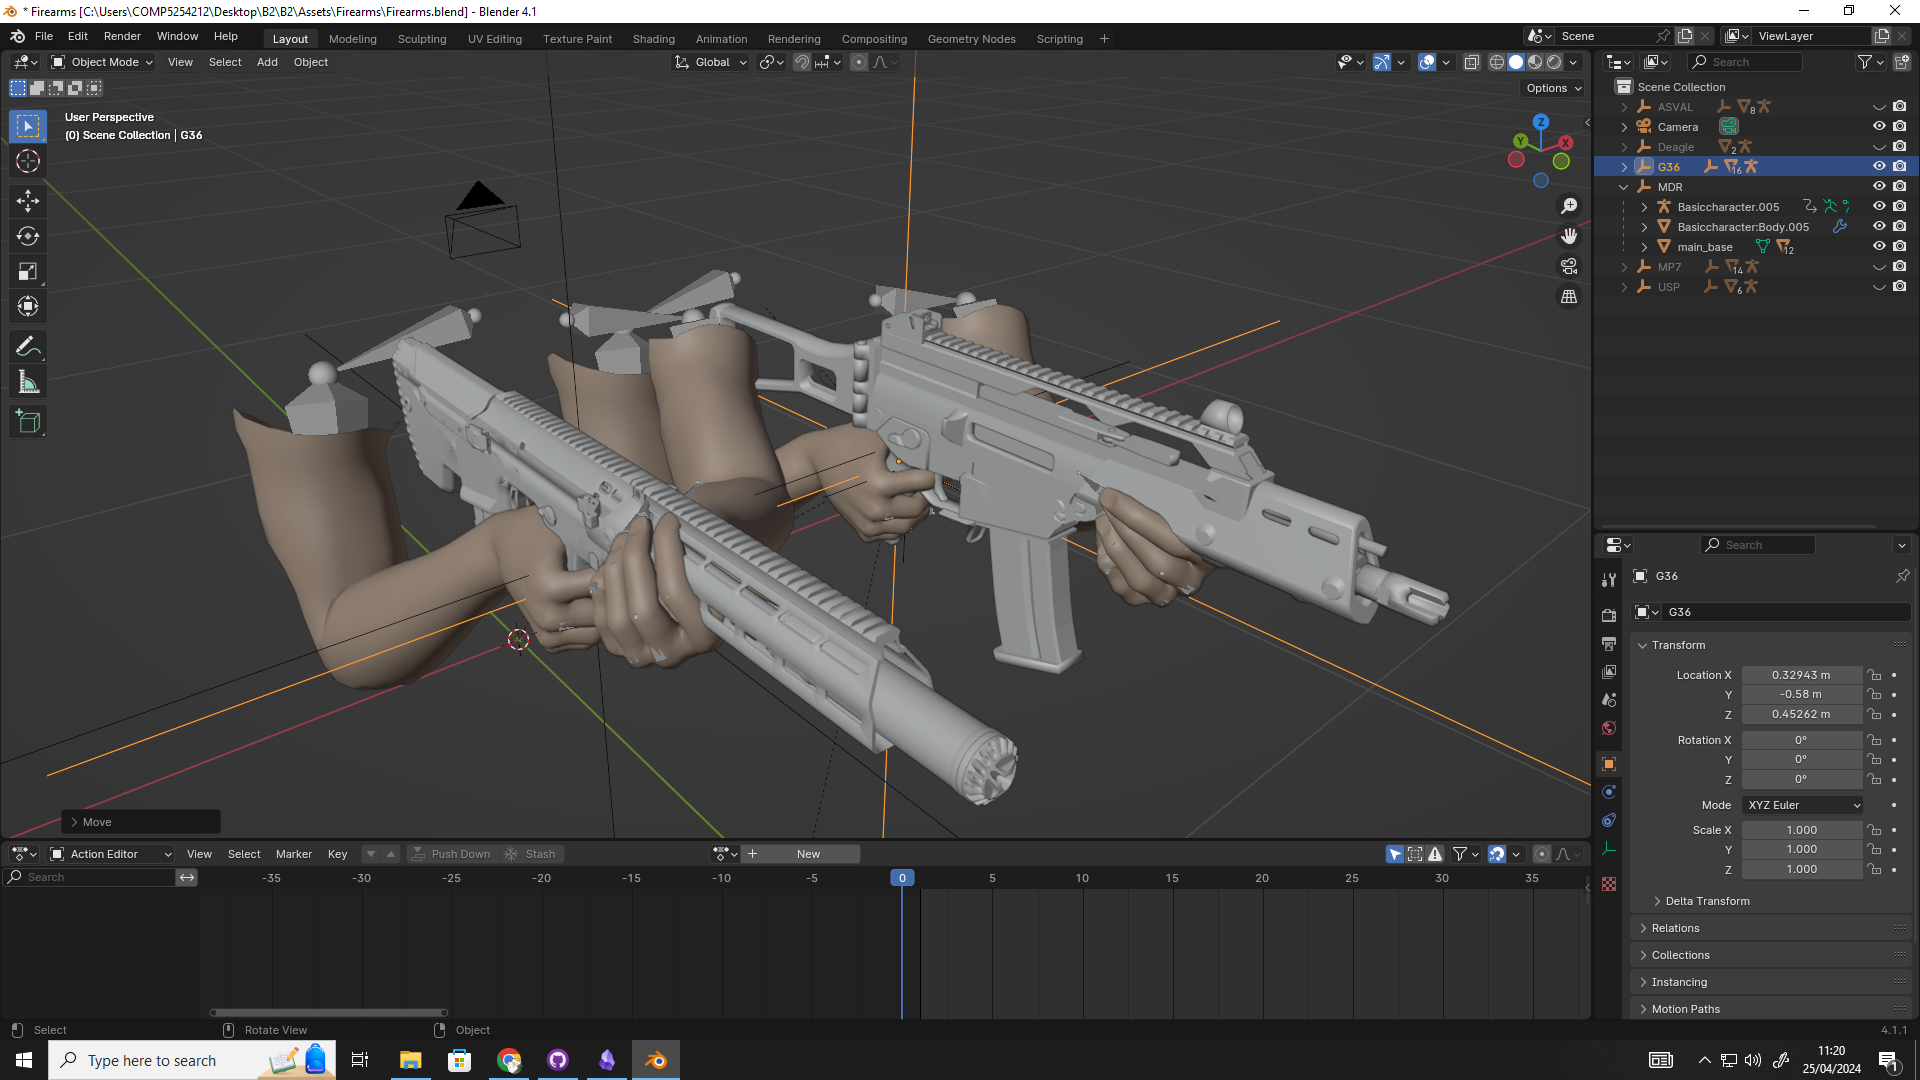 * Firearms [C:\Users\COMP5254212\Desktop\B2\B2\Assets\Firearms\Firearms.blend] - Blender 4.1
File Edit Render Window Help
Layout Modeling Sculpting UV Editing Texture Paint Shading Animation Rendering Compositing Geometry Nodes Scripting +
Scene
ViewLayer
Object Mode View Select Add Object
Global
Search
Options
User Perspective
(0) Scene Collection | G36
Z
Y
X
Scene Collection
ASVAL 8
Camera
Deagle 2
G36 16
MDR
Basiccharacter.005
Basiccharacter:Body.005
main_base 12
MP7 14
USP 6
Search
G36
G36
Transform
Location X 0.32943 m
Y -0.58 m
Z 0.45262 m
Rotation X 0°
Y 0°
Z 0°
Mode XYZ Euler
Scale X 1.000
Y 1.000
Z 1.000
Delta Transform
Relations
Collections
Instancing
Motion Paths
Move
Action Editor View Select Marker Key Push Down Stash + New
Search
-35 -30 -25 -20 -15 -10 -5 0 5 10 15 20 25 30 35
Select Rotate View Object
4.1.1
Type here to search
11:20
25/04/2024
1